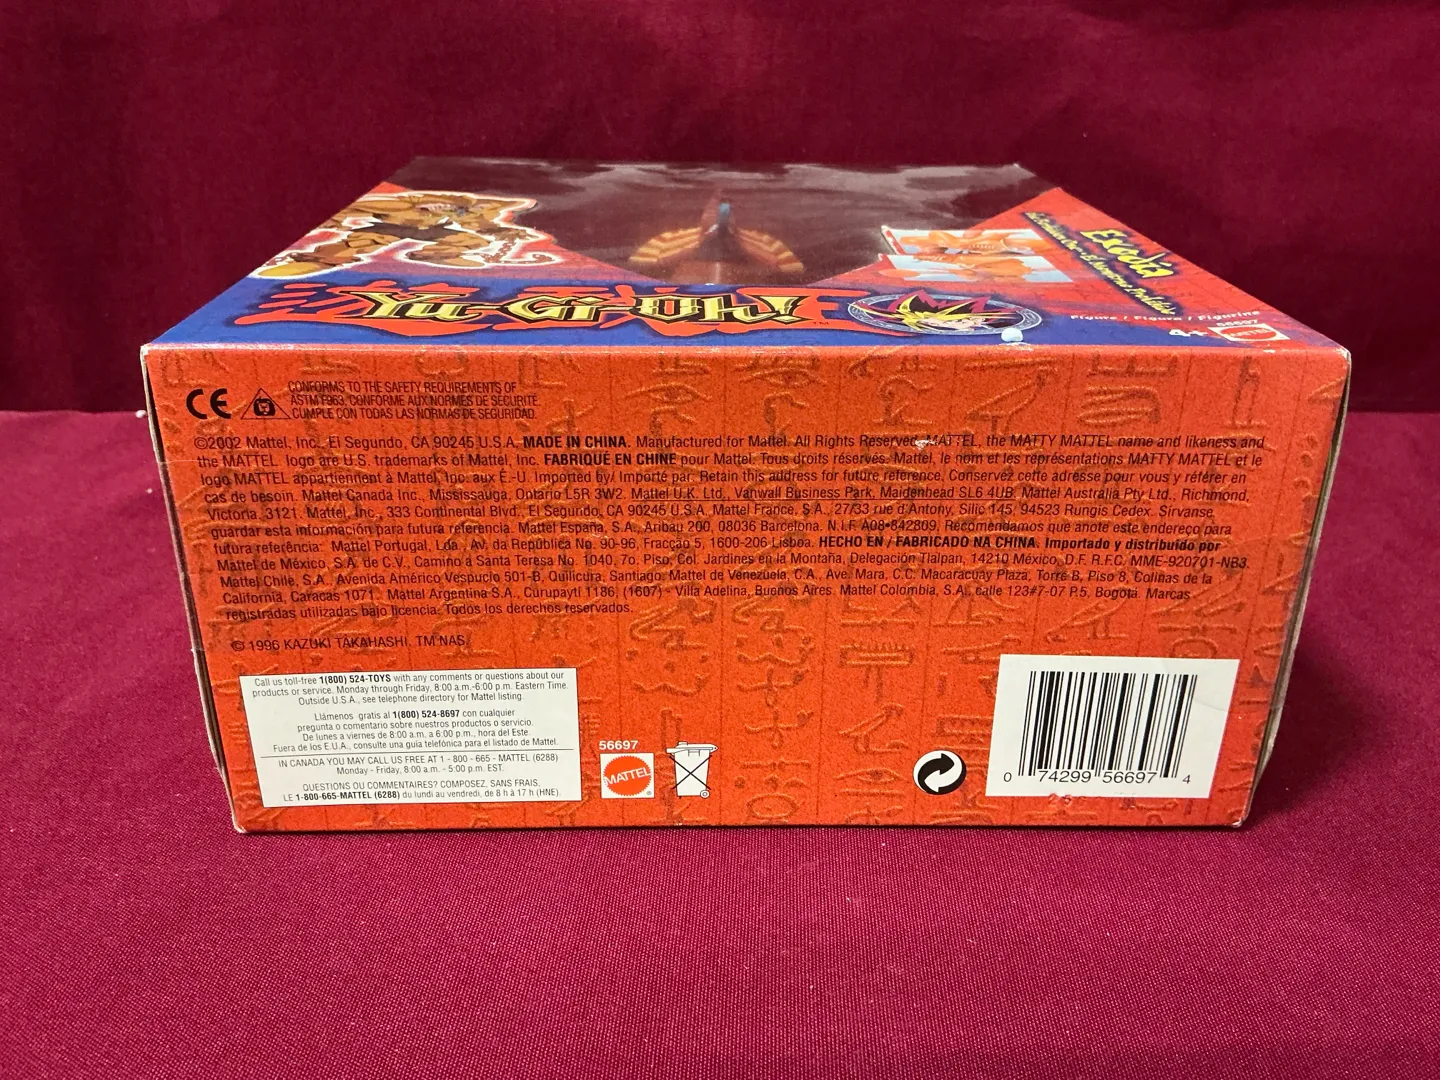 Exodia
the Forbidden One • El Necross Prohibido
Figure / Figura / Figurine
56697
4+
MATTEL
Yu-Gi-Oh!
TM
CE
CONFORMS TO THE SAFETY REQUIREMENTS OF
ASTM F963. CONFORME AUX NORMES DE SÉCURITÉ.
CUMPLE CON TODAS LAS NORMAS DE SEGURIDAD.
©2002 Mattel, Inc., El Segundo, CA 90245 U.S.A. MADE IN CHINA. Manufactured for Mattel. All Rights Reserved. MATTEL, the MATTY MATTEL name and likeness and
the MATTEL logo are U.S. trademarks of Mattel, Inc. FABRIQUÉ EN CHINE pour Mattel. Tous droits réservés. Mattel, le nom et les représentations MATTY MATTEL et le
logo MATTEL appartiennent à Mattel, Inc. aux É.-U. Imported by/ Importé par. Retain this address for future reference. Conservez cette adresse pour vous y référer en
cas de besoin. Mattel Canada Inc., Mississauga, Ontario L5R 3W2. Mattel U.K. Ltd., Vanwall Business Park, Maidenhead SL6 4UB. Mattel Australia Pty Ltd., Richmond,
Victoria, 3121. Mattel, Inc., 333 Continental Blvd., El Segundo, CA 90245 U.S.A. Mattel France, S.A., 27/33 rue d'Antony, Silic 145, 94523 Rungis Cedex. Sírvanse
guardar esta información para futura referencia. Mattel España, S.A., Aribau 200, 08036 Barcelona. N.I.F. A08•842809. Recomendamos que anote este endereço para
futura referência: Mattel Portugal, Lda., Av. da República No. 90-96, Fracção 5, 1600-206 Lisboa. HECHO EN / FABRICADO NA CHINA. Importado y distribuido por
Mattel de México, S.A. de C.V., Camino a Santa Teresa No. 1040, 7o. Piso, Col. Jardines en la Montaña, Delegación Tlalpan, 14210 México, D.F. R.F.C. MME-920701-NB3.
Mattel Chile, S.A., Avenida Américo Vespucio 501-B, Quilicura, Santiago. Mattel de Venezuela, C.A., Ave. Mara, C.C. Macaracuay Plaza, Torre B, Piso 8, Colinas de la
California, Caracas 1071. Mattel Argentina S.A., Curupaytí 1186, (1607) - Villa Adelina, Buenos Aires. Mattel Colombia, S.A., calle 123#7-07 P.5, Bogotá. Marcas
registradas utilizadas bajo licencia. Todos los derechos reservados.
© 1996 KAZUKI TAKAHASHI. TM NAS.
Call us toll-free 1(800) 524-TOYS with any comments or questions about our
products or service. Monday through Friday, 8:00 a.m.-6:00 p.m. Eastern Time.
Outside U.S.A., see telephone directory for Mattel listing.
Llámenos gratis al 1(800) 524-8697 con cualquier
pregunta o comentario sobre nuestros productos o servicio.
De lunes a viernes de 8:00 a.m. a 6:00 p.m., hora del Este.
Fuera de los E.U.A., consulte una guía telefónica para el listado de Mattel.
IN CANADA YOU MAY CALL US FREE AT 1 - 800 - 665 - MATTEL (6288)
Monday - Friday, 8:00 a.m. - 5:00 p.m. EST.
QUESTIONS OU COMMENTAIRES? COMPOSEZ, SANS FRAIS,
LE 1-800-665-MATTEL (6288) du lundi au vendredi, de 8 h à 17 h (HNE).
56697
MATTEL
®
0 74299 56697 4